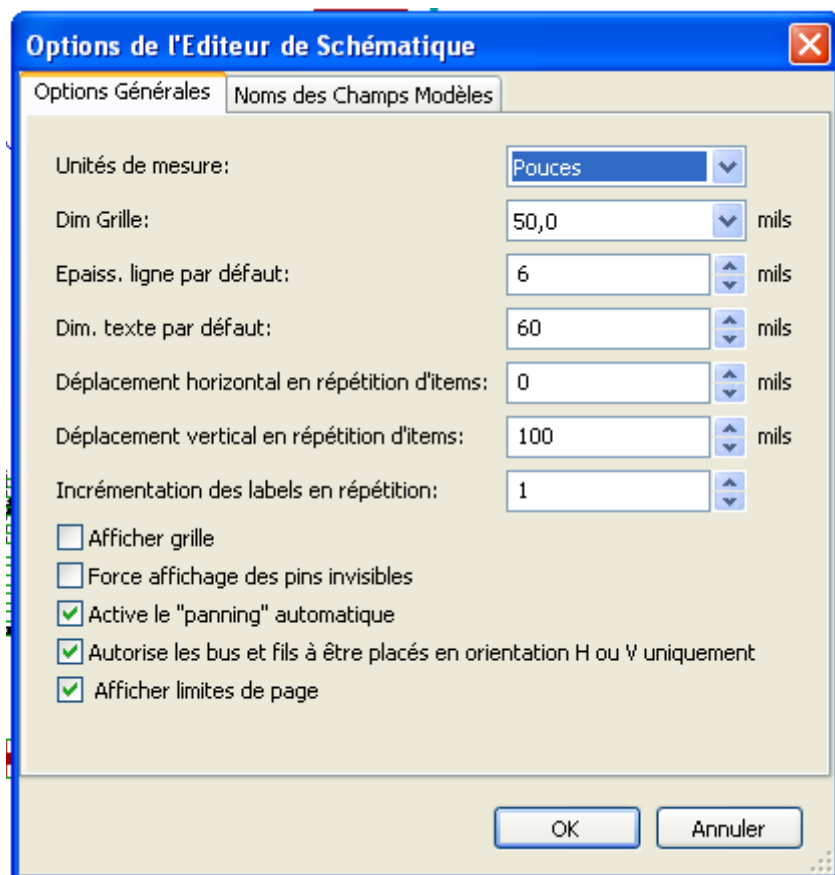 Options de l'Editeur de Schématique
Options Générales Noms des Champs Modèles
Unités de mesure: Pouces
Dim Grille: 50,0 mils
Epaiss. ligne par défaut: 6 mils
Dim. texte par défaut: 60 mils
Déplacement horizontal en répétition d'items: 0 mils
Déplacement vertical en répétition d'items: 100 mils
Incrémentation des labels en répétition: 1
Afficher grille
Force affichage des pins invisibles
Active le "panning" automatique
Autorise les bus et fils à être placés en orientation H ou V uniquement
Afficher limites de page
OK Annuler